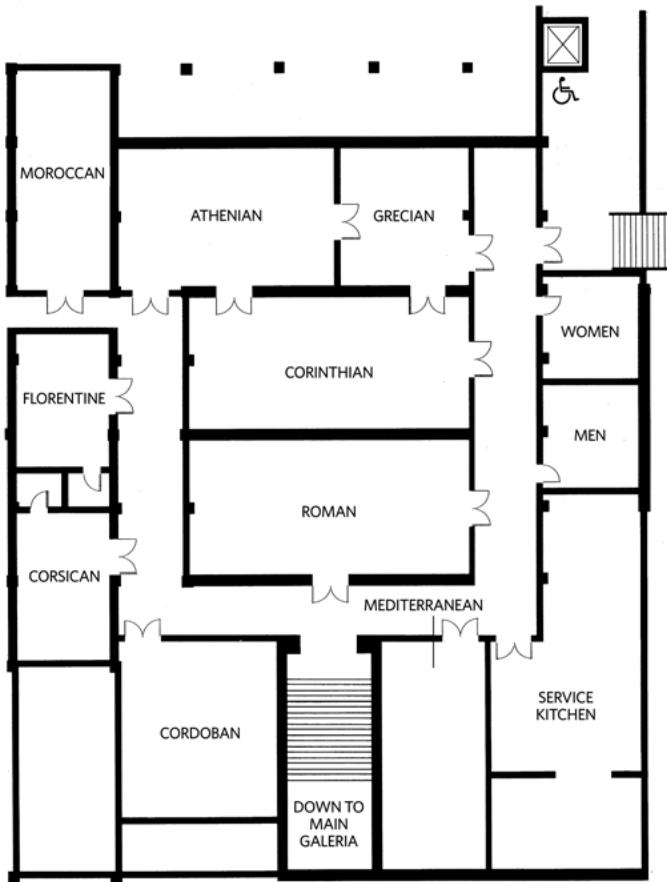 MOROCCAN
ATHENIAN
GRECIAN
WOMEN
CORINTHIAN
FLORENTINE
MEN
ROMAN
CORSICAN
MEDITERRANEAN
SERVICE
KITCHEN
CORDOBAN
DOWN TO
MAIN
GALERIA